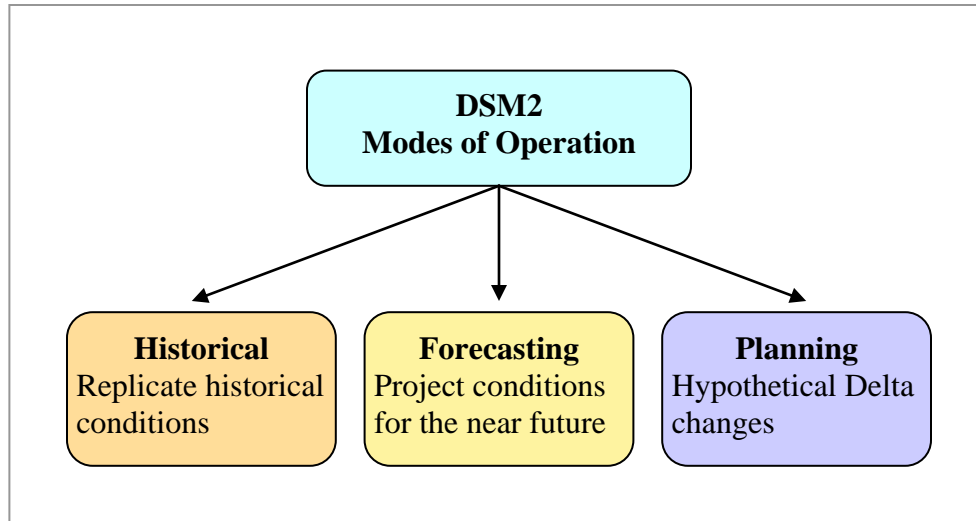 DSM2
Modes of Operation
Historical
Replicate historical
conditions
Forecasting
Project conditions
for the near future
Planning
Hypothetical Delta
changes